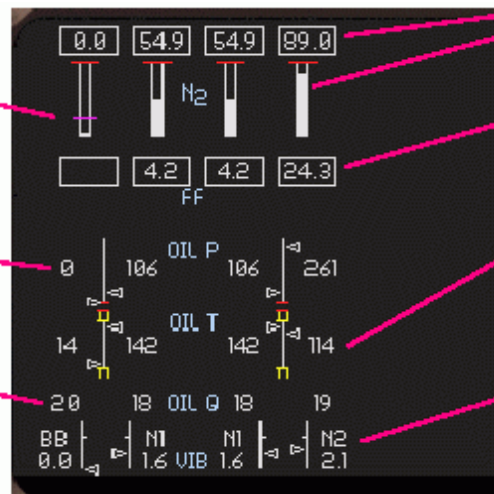 0.0 54.9 54.9 89.0
N2
4.2 4.2 24.3
FF
OIL P
0 106 106 261
OIL T
14 142 142 114
20 18 OIL Q 18 19
BB N1 N1 N2
0.0 1.6 VIB 1.6 2.1